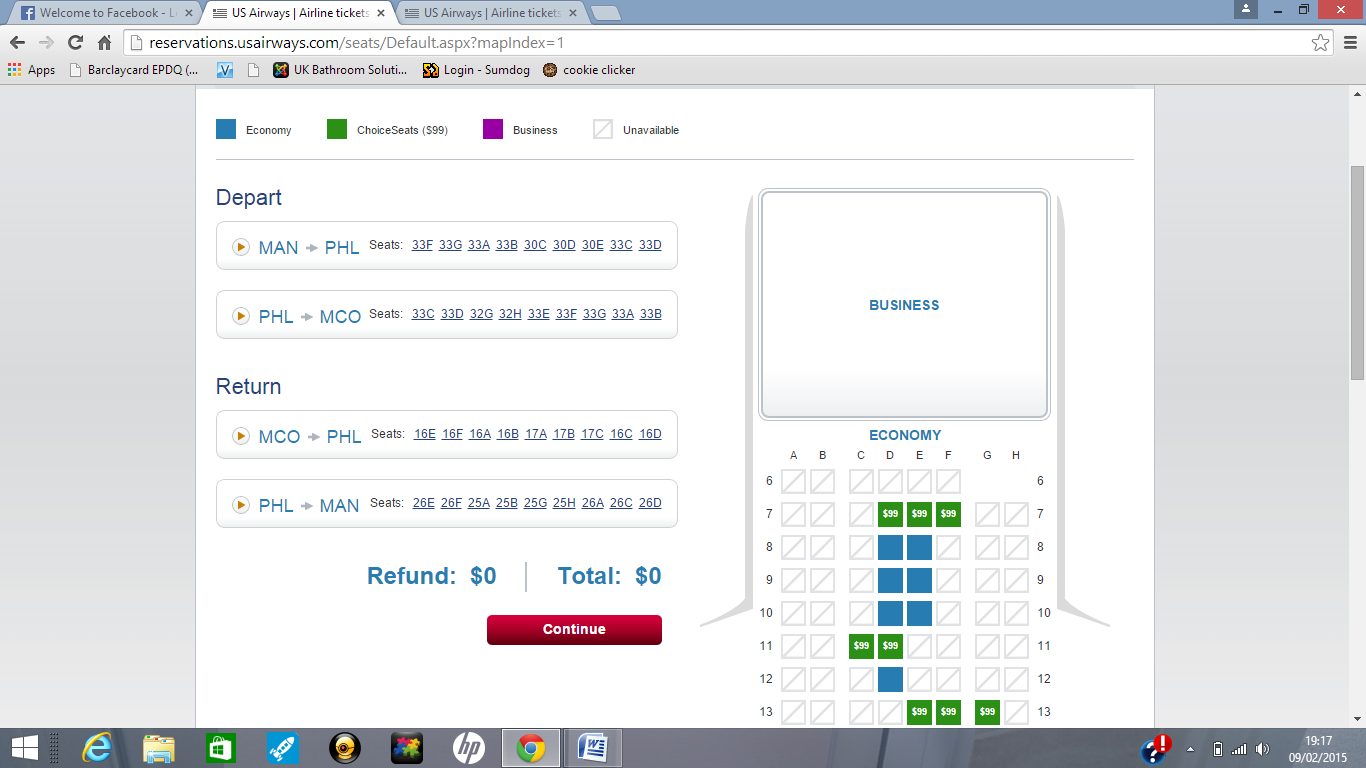 Welcome to Facebook - L
US Airways | Airline tickets
US Airways | Airline tickets
reservations.usairways.com/seats/Default.aspx?mapIndex=1
Apps Barclaycard EPDQ (... UK Bathroom Soluti... Login - Sumdog cookie clicker
Economy ChoiceSeats ($99) Business Unavailable
Depart
MAN PHL Seats: 33F 33G 33A 33B 30C 30D 30E 33C 33D
PHL MCO Seats: 33C 33D 32G 32H 33E 33F 33G 33A 33B
Return
MCO PHL Seats: 16E 16F 16A 16B 17A 17B 17C 16C 16D
PHL MAN Seats: 26E 26F 25A 25B 25G 25H 26A 26C 26D
Refund: $0 Total: $0
Continue
BUSINESS
ECONOMY
A B C D E F G H
6 6
7 $99 $99 $99 7
8 8
9 9
10 10
11 $99 $99 11
12 12
13 $99 $99 $99 13
19:17
09/02/2015